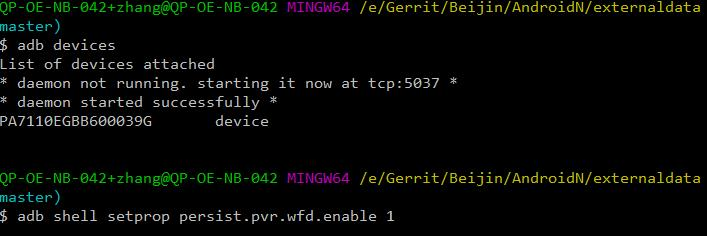 QP-OE-NB-042+zhang@QP-OE-NB-042 MINGW64 /e/Gerrit/Beijin/AndroidN/externaldata
master)
$ adb devices
List of devices attached
* daemon not running. starting it now at tcp:5037 *
* daemon started successfully *
PA7110EGBB600039G       device
QP-OE-NB-042+zhang@QP-OE-NB-042 MINGW64 /e/Gerrit/Beijin/AndroidN/externaldata
master)
$ adb shell setprop persist.pvr.wfd.enable 1